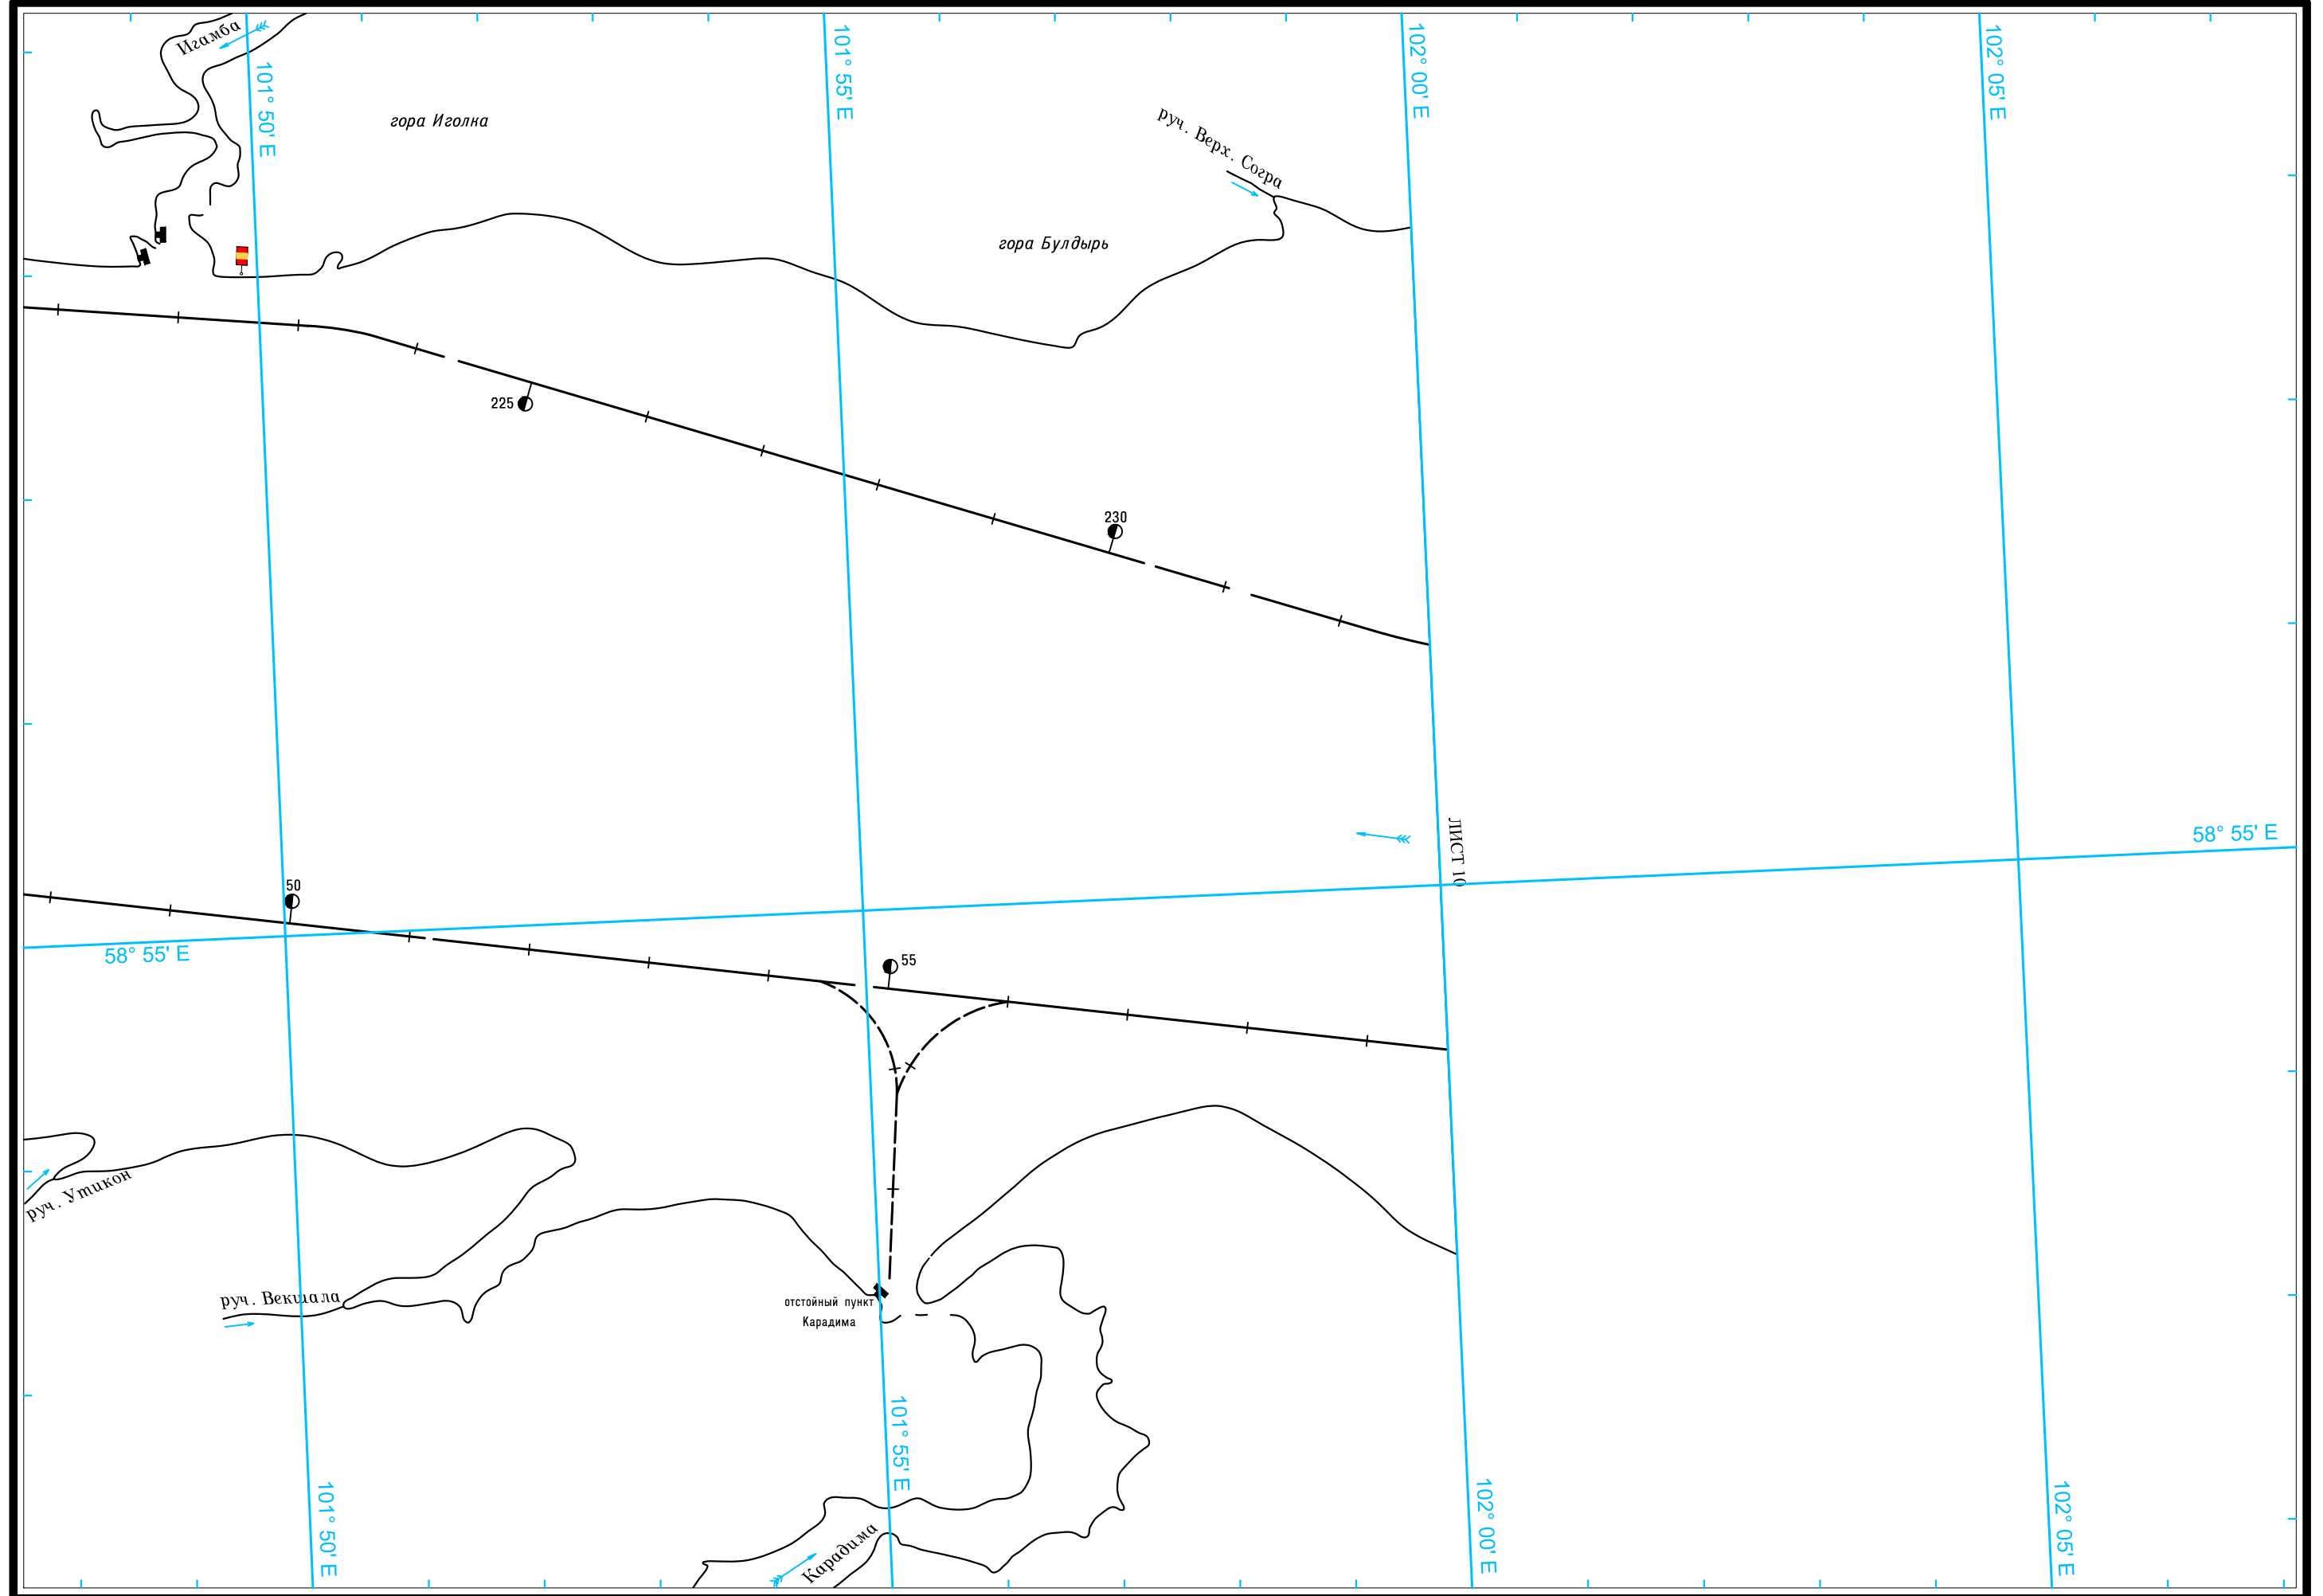 Игамба
101° 50' E
101° 55' E
102° 00' E
102° 05' E
гора Иголка
руч. Верх. Согра
гора Булдырь
225
230
ЛИСТ 10
58° 55' E
50
58° 55' E
55
руч. Утикон
руч. Векшала
отстойный пункт
Карадима
101° 55' E
101° 50' E
102° 00' E
102° 05' E
Карадима